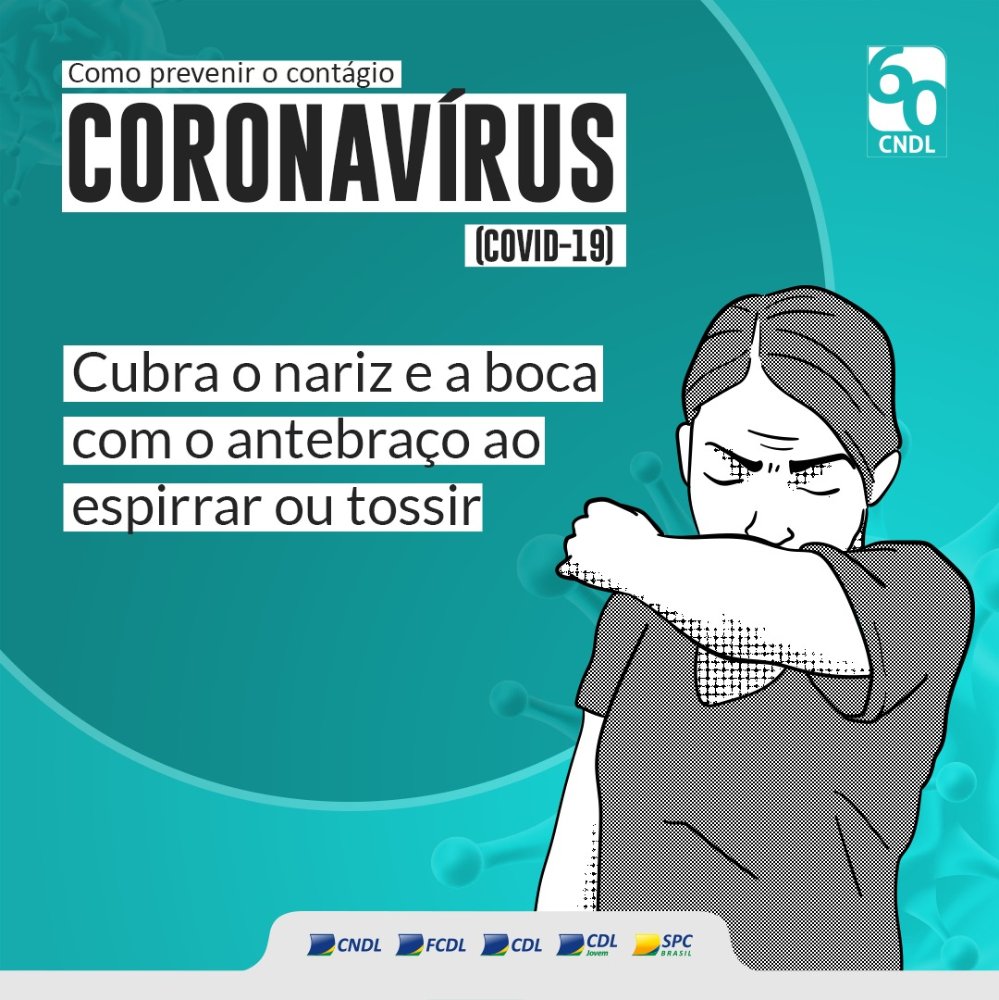 Como prevenir o contágio
CORONAVÍRUS
(COVID-19)
60
CNDL
Cubra o nariz e a boca
com o antebraço ao
espirrar ou tossir
CNDL FCDL CDL CDL Jovem SPC BRASIL